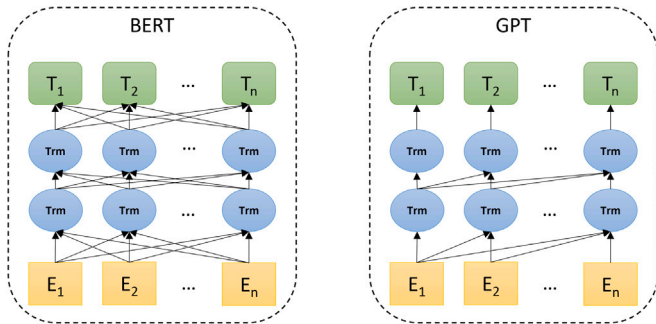 BERT
T1 T2 ... Tn
Trm Trm ... Trm
Trm Trm ... Trm
E1 E2 ... En
GPT
T1 T2 ... Tn
Trm Trm ... Trm
Trm Trm ... Trm
E1 E2 ... En